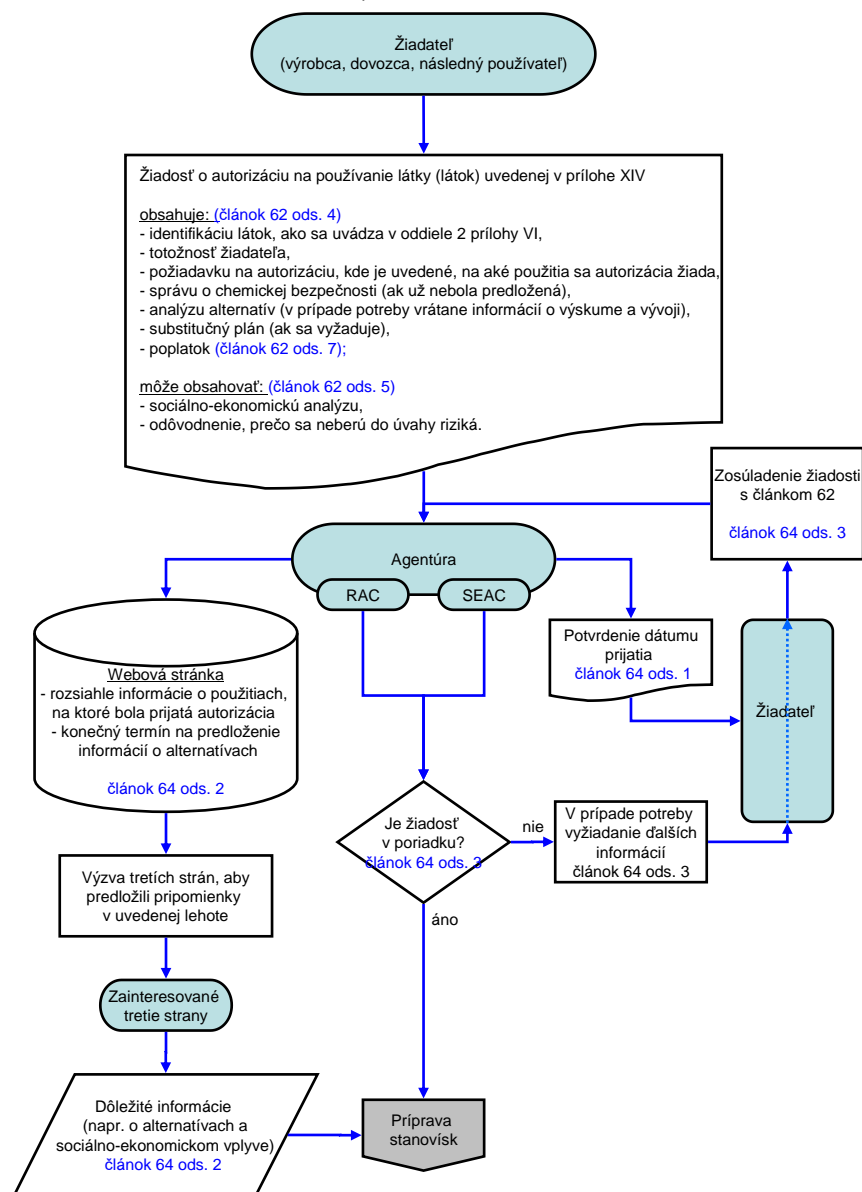 Žiadateľ
(výrobca, dovozca, následný používateľ)
Žiadosť o autorizáciu na používanie látky (látok) uvedenej v prílohe XIV
obsahuje: (článok 62 ods. 4)
- identifikáciu látok, ako sa uvádza v oddiele 2 prílohy VI,
- totožnosť žiadateľa,
- požiadavku na autorizáciu, kde je uvedené, na aké použitia sa autorizácia žiada,
- správu o chemickej bezpečnosti (ak už nebola predložená),
- analýzu alternatív (v prípade potreby vrátane informácií o výskume a vývoji),
- substitučný plán (ak sa vyžaduje),
- poplatok (článok 62 ods. 7);
môže obsahovať: (článok 62 ods. 5)
- sociálno-ekonomickú analýzu,
- odôvodnenie, prečo sa neberú do úvahy riziká.
Zosúladenie žiadosti
s článkom 62
článok 64 ods. 3
Agentúra
RAC
SEAC
Potvrdenie dátumu
prijatia
článok 64 ods. 1
Žiadateľ
Webová stránka
- rozsiahle informácie o použitiach,
na ktoré bola prijatá autorizácia
- konečný termín na predloženie
informácií o alternatívach
článok 64 ods. 2
Je žiadosť
v poriadku?
článok 64 ods. 3
nie
V prípade potreby
vyžiadanie ďalších
informácií
článok 64 ods. 3
áno
Výzva tretích strán, aby
predložili pripomienky
v uvedenej lehote
Zainteresované
tretie strany
Dôležité informácie
(napr. o alternatívach a
sociálno-ekonomickom vplyve)
článok 64 ods. 2
Príprava
stanovísk